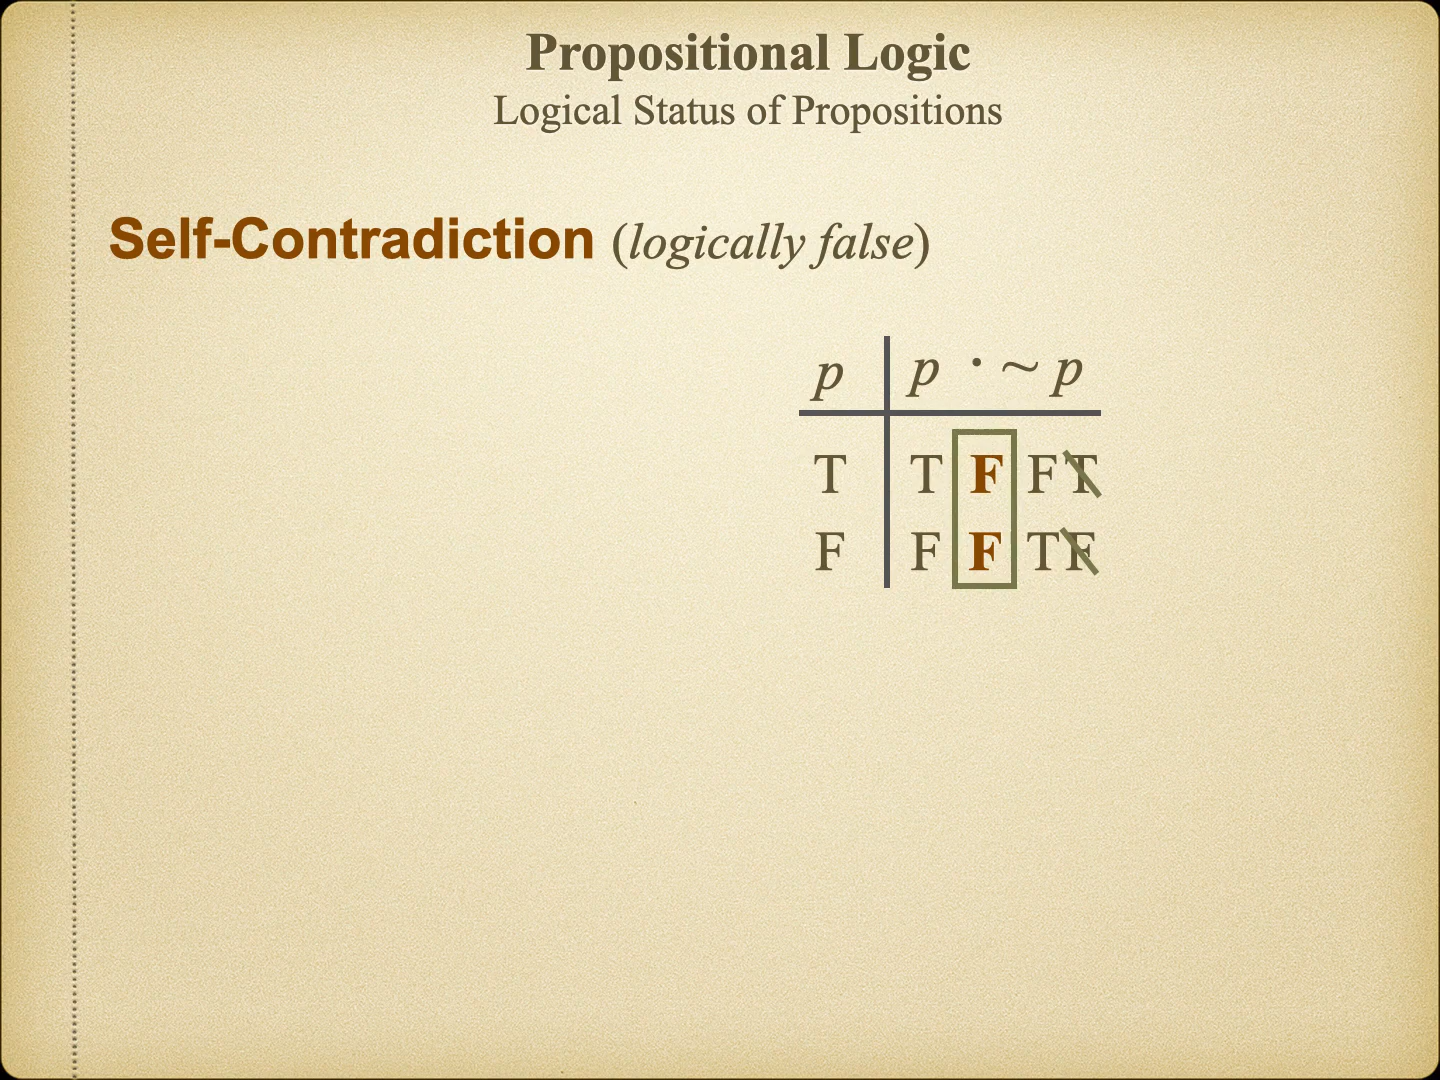 Propositional Logic
Logical Status of Propositions
Self-Contradiction (logically false)
p p · ~ p
T T F F T
F F F T F